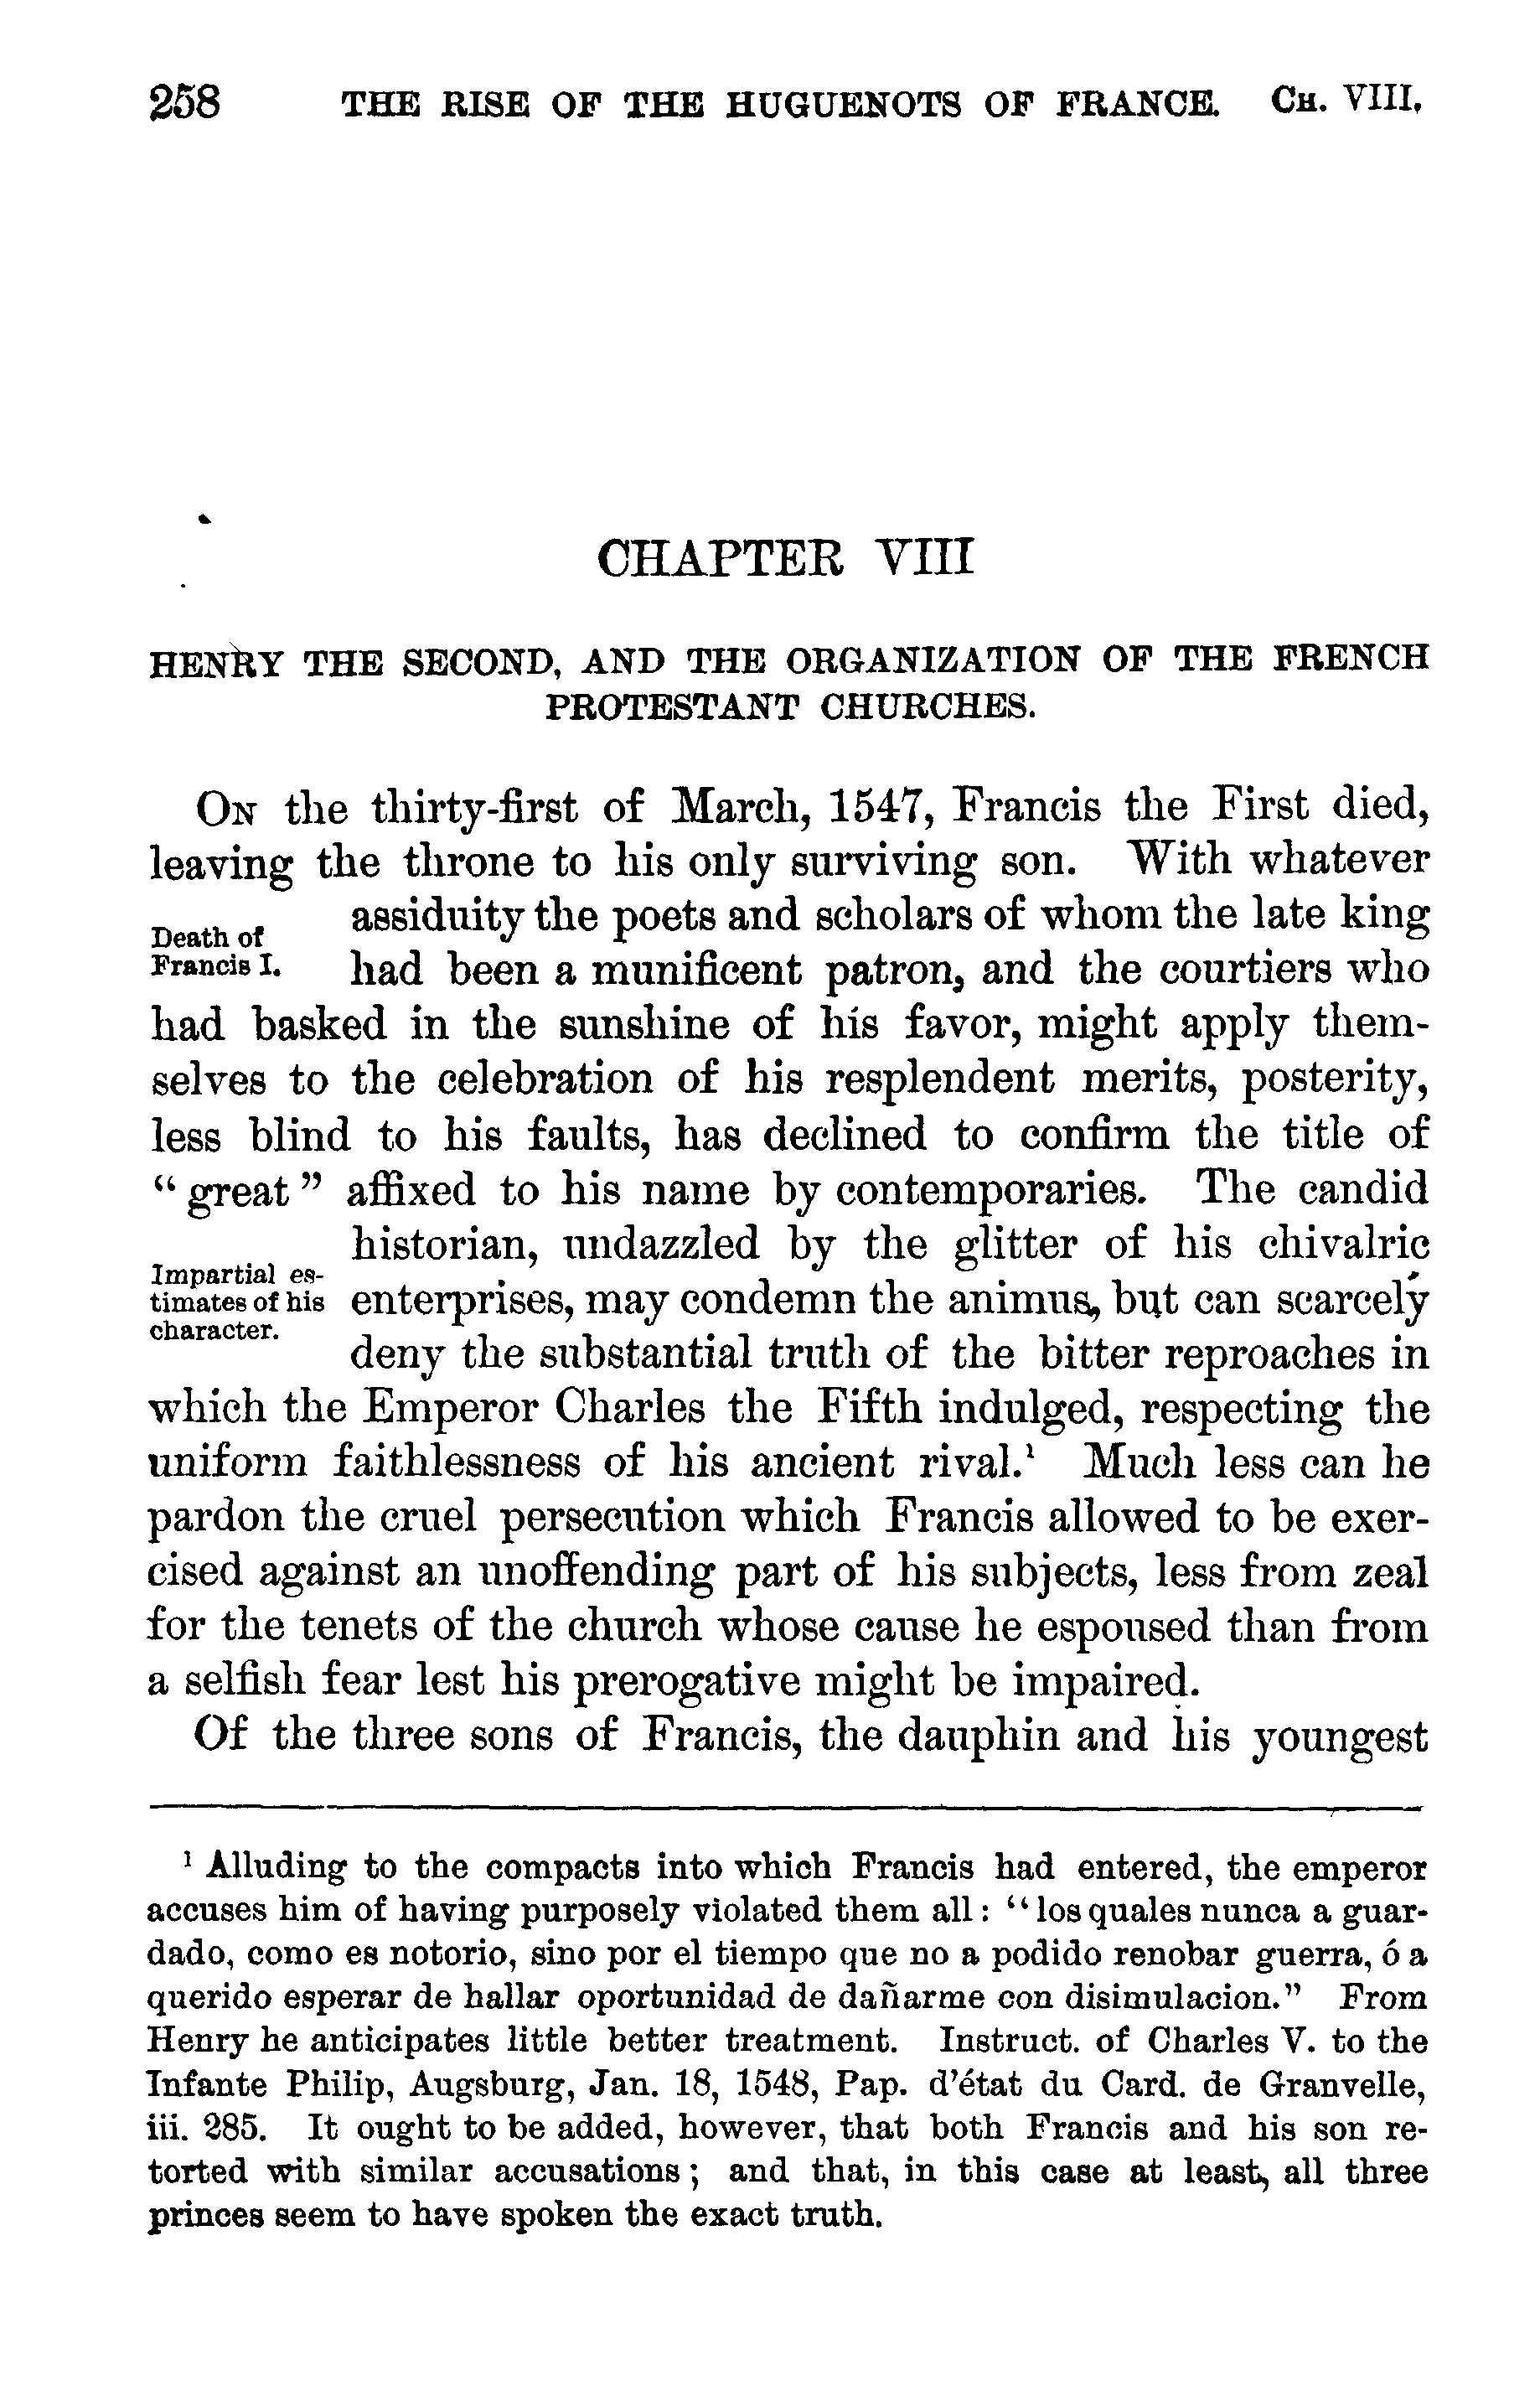 258 THE RISE OF THE HUGUENOTS OF FRANCE. CH. VIII.
CHAPTER VIII
HENRY THE SECOND, AND THE ORGANIZATION OF THE FRENCH
PROTESTANT CHURCHES.
ON the thirty-first of March, 1547, Francis the First died,
leaving the throne to his only surviving son. With whatever
assiduity the poets and scholars of whom the late king
Death of
Francis I.
had been a munificent patron, and the courtiers who
had basked in the sunshine of his favor, might apply them-
selves to the celebration of his resplendent merits, posterity,
less blind to his faults, has declined to confirm the title of
“great” affixed to his name by contemporaries. The candid
historian, undazzled by the glitter of his chivalric
Impartial es-
timates of his
character.
enterprises, may condemn the animus, but can scarcely
deny the substantial truth of the bitter reproaches in
which the Emperor Charles the Fifth indulged, respecting the
uniform faithlessness of his ancient rival.¹ Much less can he
pardon the cruel persecution which Francis allowed to be exer-
cised against an unoffending part of his subjects, less from zeal
for the tenets of the church whose cause he espoused than from
a selfish fear lest his prerogative might be impaired.
Of the three sons of Francis, the dauphin and his youngest
¹ Alluding to the compacts into which Francis had entered, the emperor
accuses him of having purposely violated them all: “los quales nunca a guar-
dado, como es notorio, sino por el tiempo que no a podido renobar guerra, ó a
querido esperar de hallar oportunidad de dañarme con disimulacion.” From
Henry he anticipates little better treatment. Instruct. of Charles V. to the
Infante Philip, Augsburg, Jan. 18, 1548, Pap. d'état du Card. de Granvelle,
iii. 285. It ought to be added, however, that both Francis and his son re-
torted with similar accusations; and that, in this case at least, all three
princes seem to have spoken the exact truth.